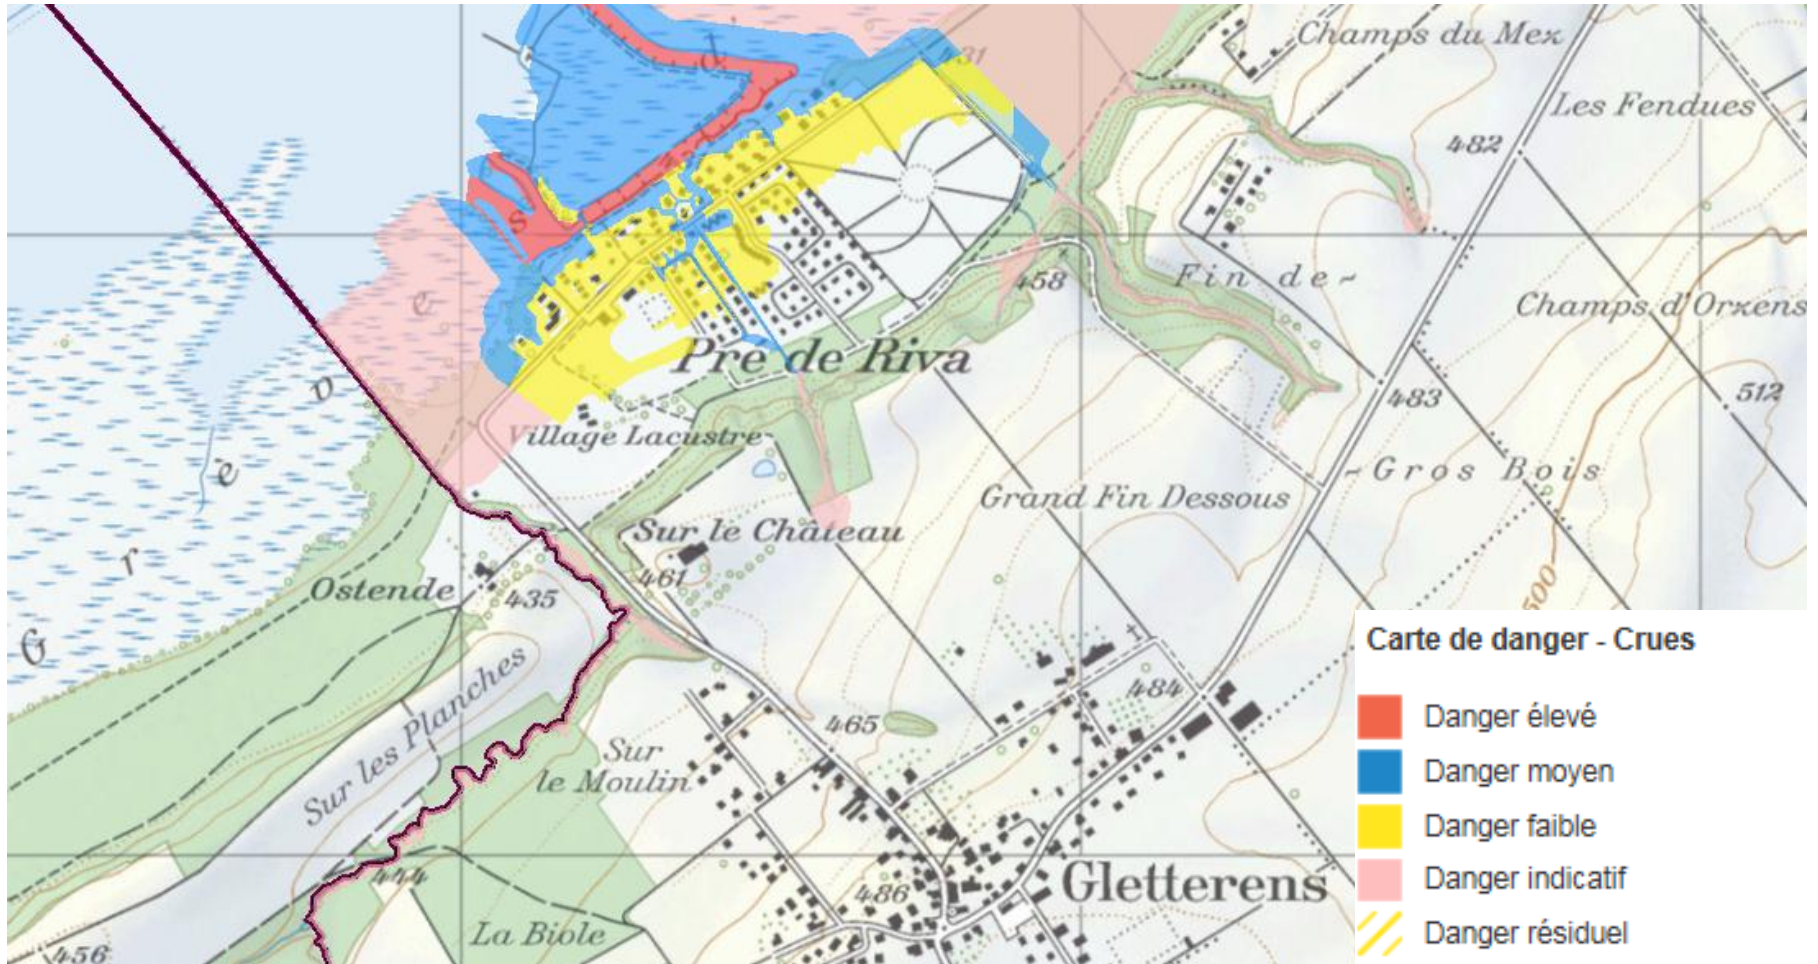 Champs du Mex
431
Les Fendues
482
d'
s
458
Fin de~
Champs d'Orzens
e
Pré de Riva
v
483
512
Village Lacustre
è
~Gros Bois
Grand Fin Dessous
r
Sur le Château
461
Ostende
435
500
G
Sur les Planches
484
465
Sur
le Moulin
444
486
Gletterens
La Biole
456
Carte de danger - Crues
Danger élevé
Danger moyen
Danger faible
Danger indicatif
Danger résiduel